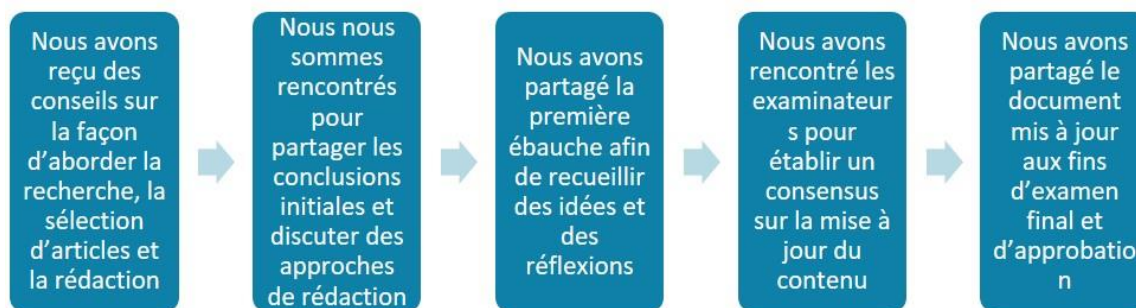 Nous avons
reçu des
conseils sur
la façon
d’aborder la
recherche, la
sélection
d’articles et
la rédaction
Nous nous
sommes
rencontrés
pour
partager les
conclusions
initiales et
discuter des
approches
de rédaction
Nous avons
partagé la
première
ébauche afin
de recueillir
des idées et
des
réflexions
Nous avons
rencontré les
examinateur
s pour
établir un
consensus
sur la mise à
jour du
contenu
Nous avons
partagé le
document
mis à jour
aux fins
d’examen
final et
d’approbatio
n